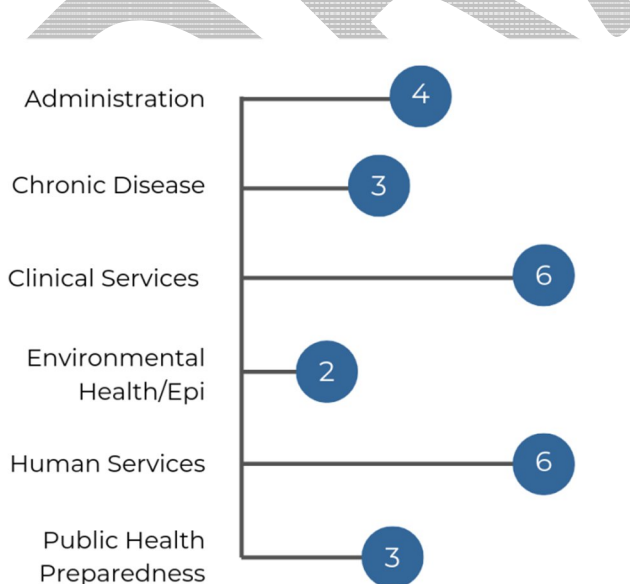 Administration
4
Chronic Disease
3
Clinical Services
6
Environmental
Health/Epi
2
Human Services
6
Public Health
Preparedness
3